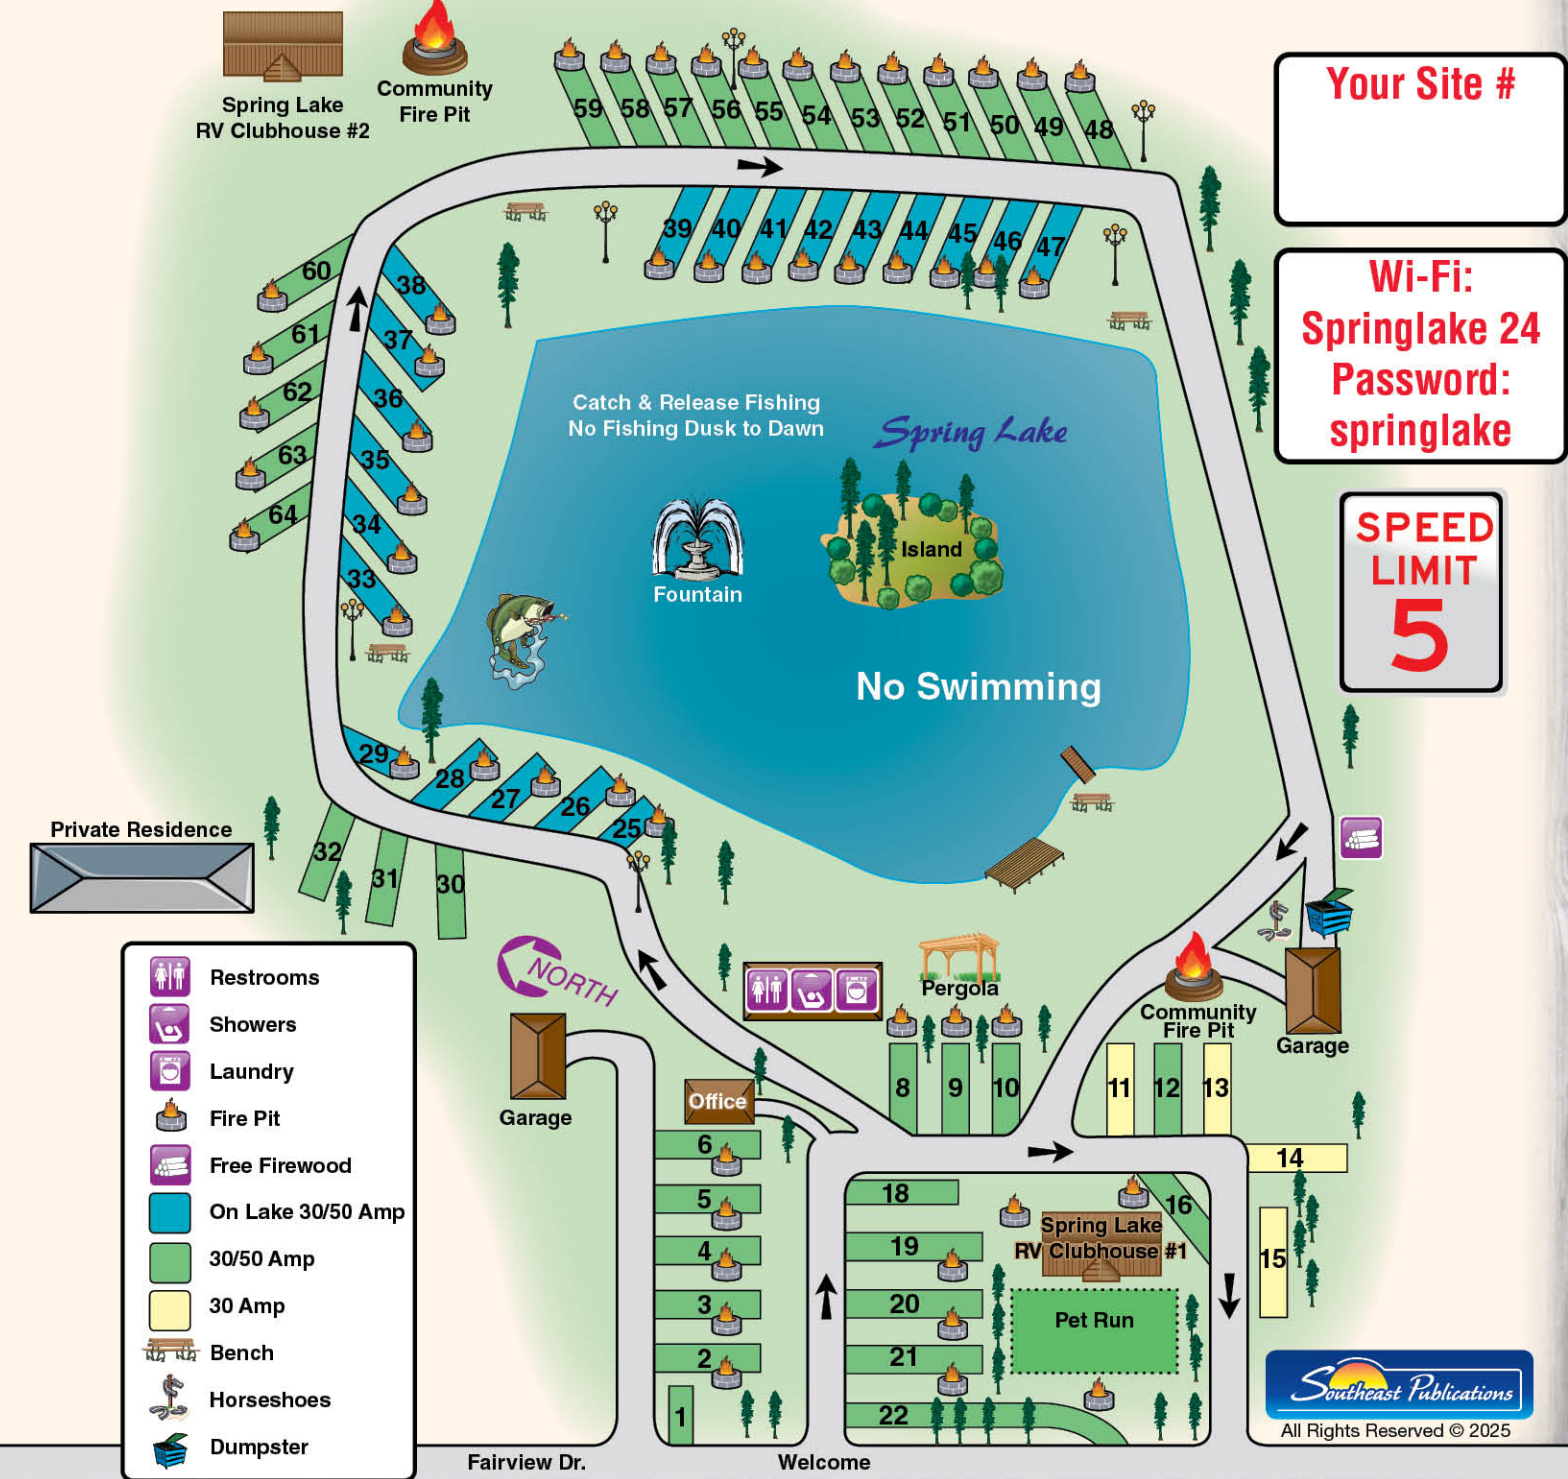 Spring Lake
RV Clubhouse #2
Community
Fire Pit
59
58
57
56
55
54
53
52
51
50
49
48
Your Site #
39
40
41
42
43
44
45
46
47
Wi-Fi:
Springlake 24
Password:
springlake
60
61
62
63
64
38
37
36
35
34
33
Catch & Release Fishing
No Fishing Dusk to Dawn
Spring Lake
Island
Fountain
No Swimming
SPEED
LIMIT
5
29
28
27
26
25
32
31
30
Private Residence
NORTH
Pergola
Community
Fire Pit
Garage
Garage
Office
8
9
10
11
12
13
14
15
16
6
5
4
3
2
1
18
19
20
21
22
Spring Lake
RV Clubhouse #1
Pet Run
Restrooms
Showers
Laundry
Fire Pit
Free Firewood
On Lake 30/50 Amp
30/50 Amp
30 Amp
Bench
Horseshoes
Dumpster
Southeast Publications
All Rights Reserved © 2025
Fairview Dr.
Welcome